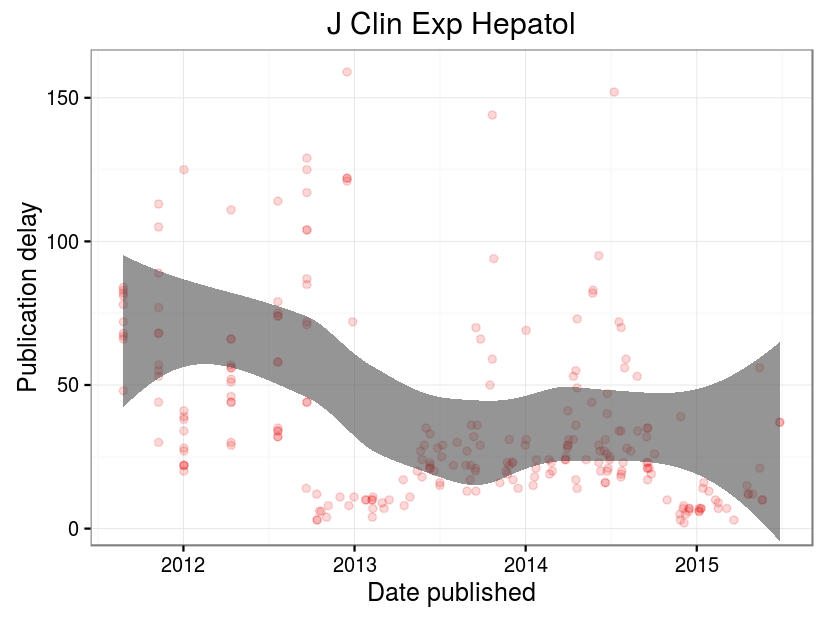 J Clin Exp Hepatol
Publication delay
150
100
50
0
2012 2013 2014 2015
Date published